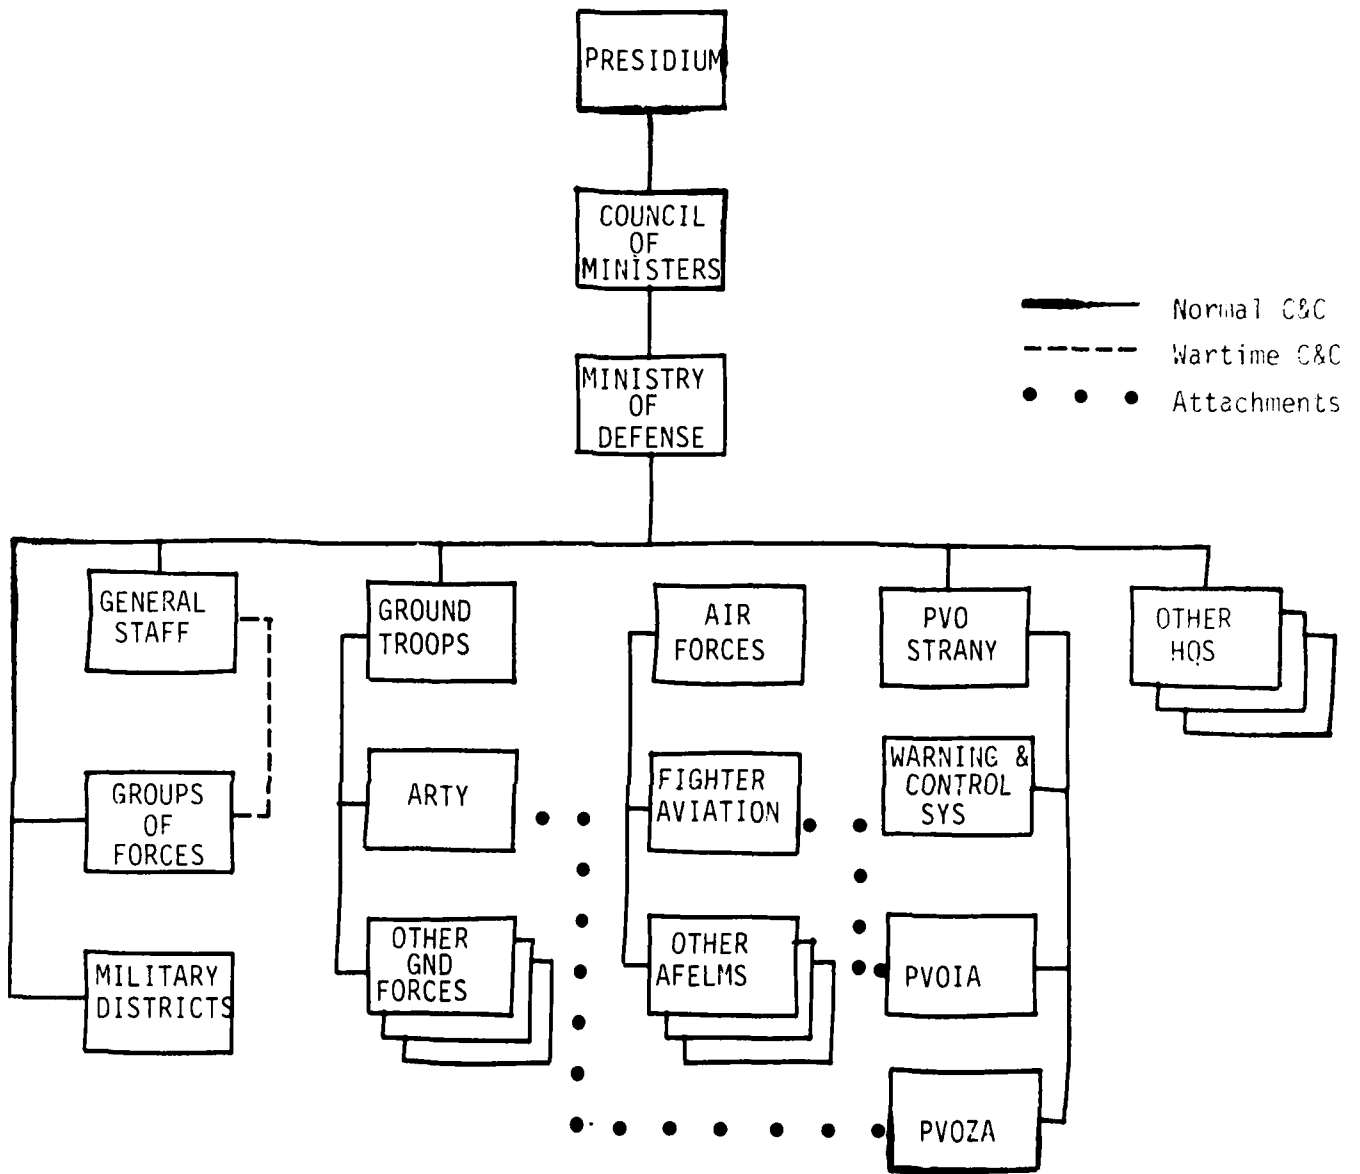 PRESIDIUM
COUNCIL
OF
MINISTERS
MINISTRY
OF
DEFENSE
Normal C&C
Wartime C&C
Attachments
GENERAL
STAFF
GROUND
TROOPS
AIR
FORCES
PVO
STRANY
OTHER
HQS
GROUPS
OF
FORCES
ARTY
FIGHTER
AVIATION
WARNING &
CONTROL
SYS
MILITARY
DISTRICTS
OTHER
GND
FORCES
OTHER
AFELMS
PVOIA
PVOZA